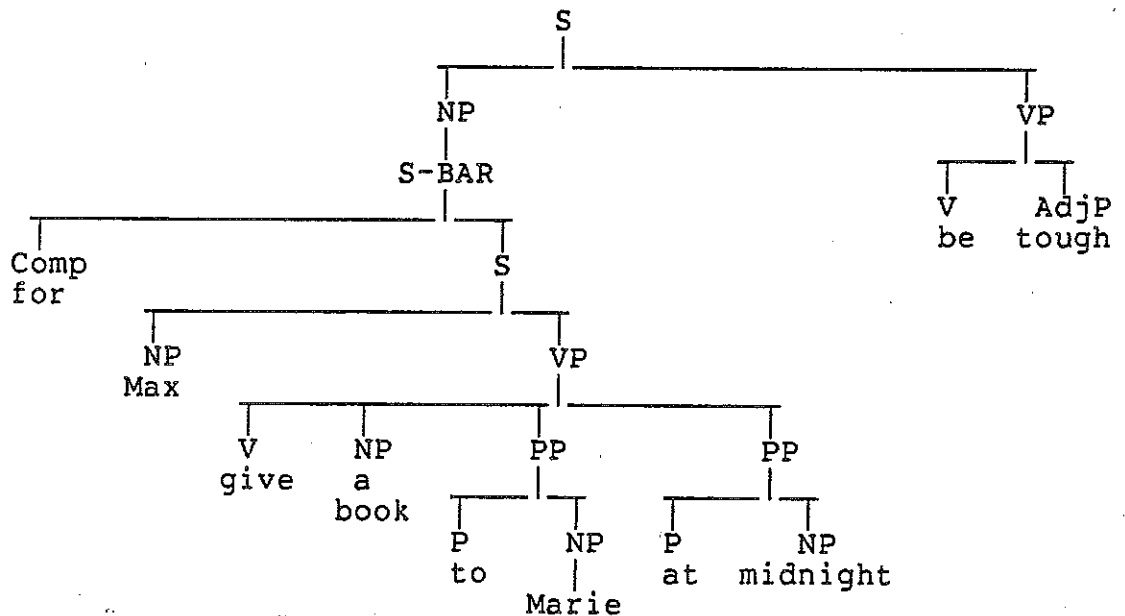 S
NP VP
S-BAR
V AdjP
be tough
Comp S
for
NP VP
Max
V NP PP PP
give a
book
P NP P NP
to at midnight
Marie